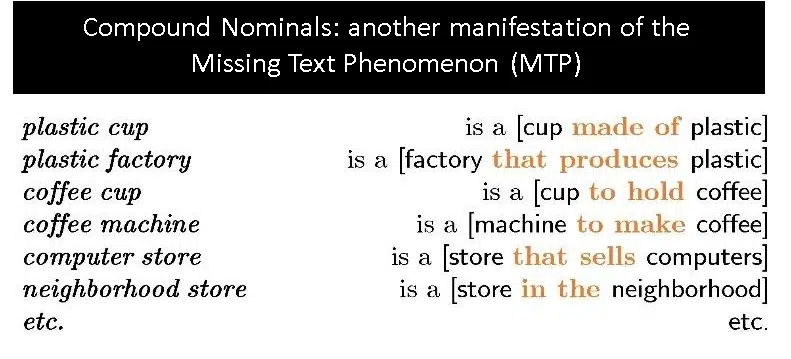 Compound Nominals: another manifestation of the
Missing Text Phenomenon (MTP)
plastic cup is a [cup made of plastic]
plastic factory is a [factory that produces plastic]
coffee cup is a [cup to hold coffee]
coffee machine is a [machine to make coffee]
computer store is a [store that sells computers]
neighborhood store is a [store in the neighborhood]
etc. etc.